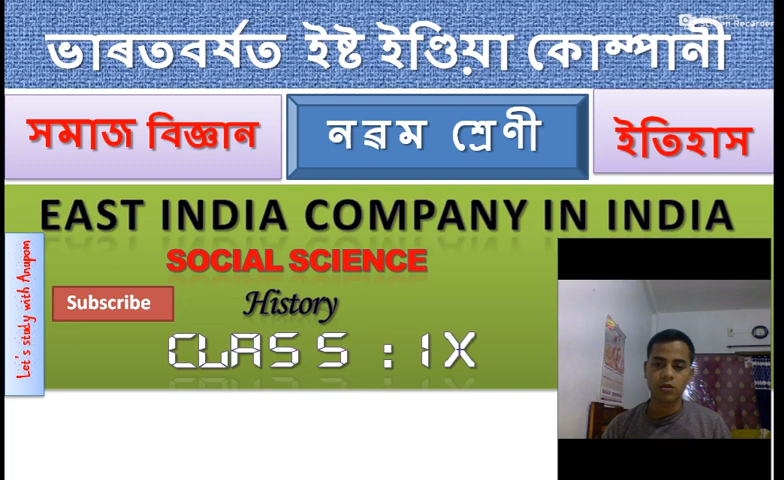 ভাৰতবৰ্ষত ইষ্ট ইণ্ডিয়া কোম্পানী
সমাজ বিজ্ঞান
নৱম শ্ৰেণী
ইতিহাস
EAST INDIA COMPANY IN INDIA
SOCIAL SCIENCE
Let's study with Anupom
Subscribe
History
CLASS : IX